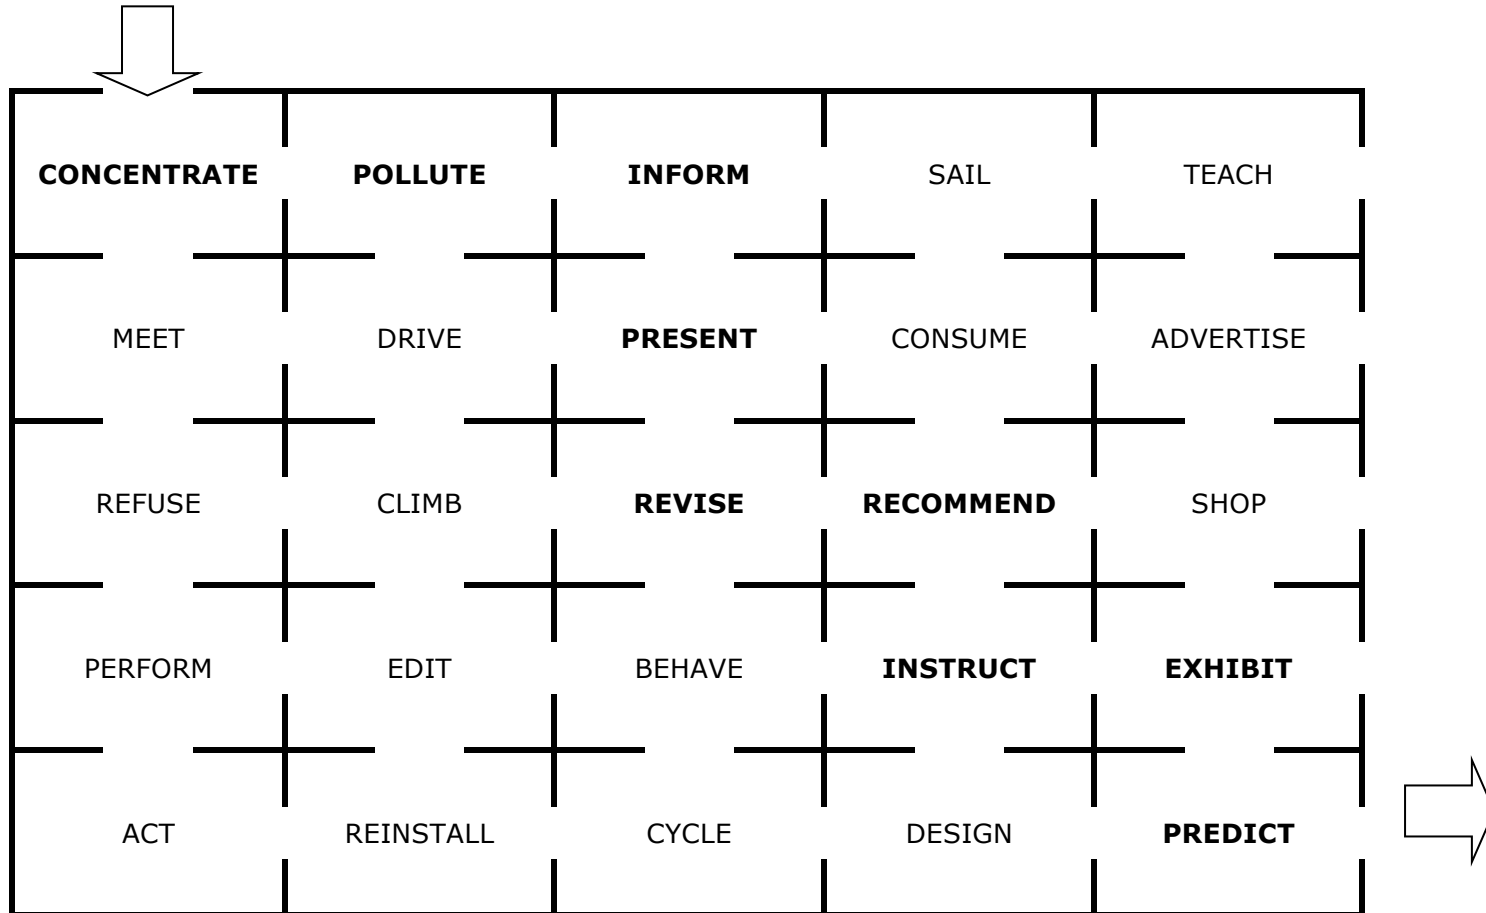 CONCENTRATE POLLUTE INFORM SAIL TEACH
MEET DRIVE PRESENT CONSUME ADVERTISE
REFUSE CLIMB REVISE RECOMMEND SHOP
PERFORM EDIT BEHAVE INSTRUCT EXHIBIT
ACT REINSTALL CYCLE DESIGN PREDICT